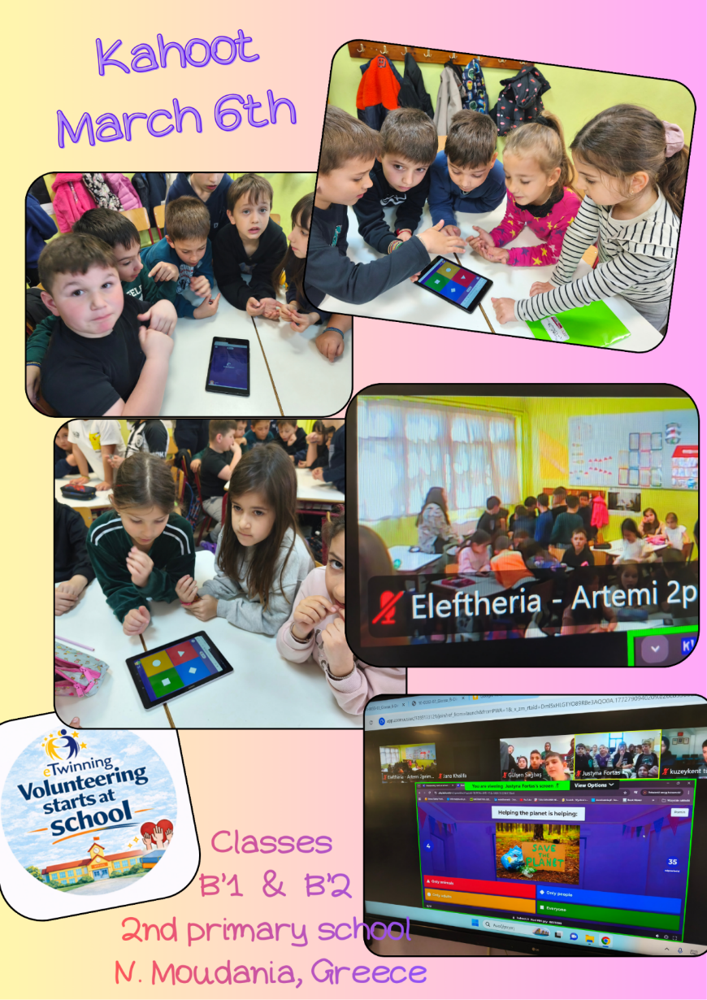 Kahoot
March 6th
Eleftheria - Artemi 2p
eTwinning
Volunteering
starts at
school
Eleftheria - Artemi 2prim...
Jana Khalifa
Gülşen Sağbaş
Justyna Fortas
kuzeykent ti
You are viewing Justyna Fortas's screen
View Options
Helping the planet is helping:
4
SAVE
THE
PLANET
35
Only animals
Only people
Only adults
Everyone
Classes
B'1 & B'2
2nd primary school
N. Moudania, Greece